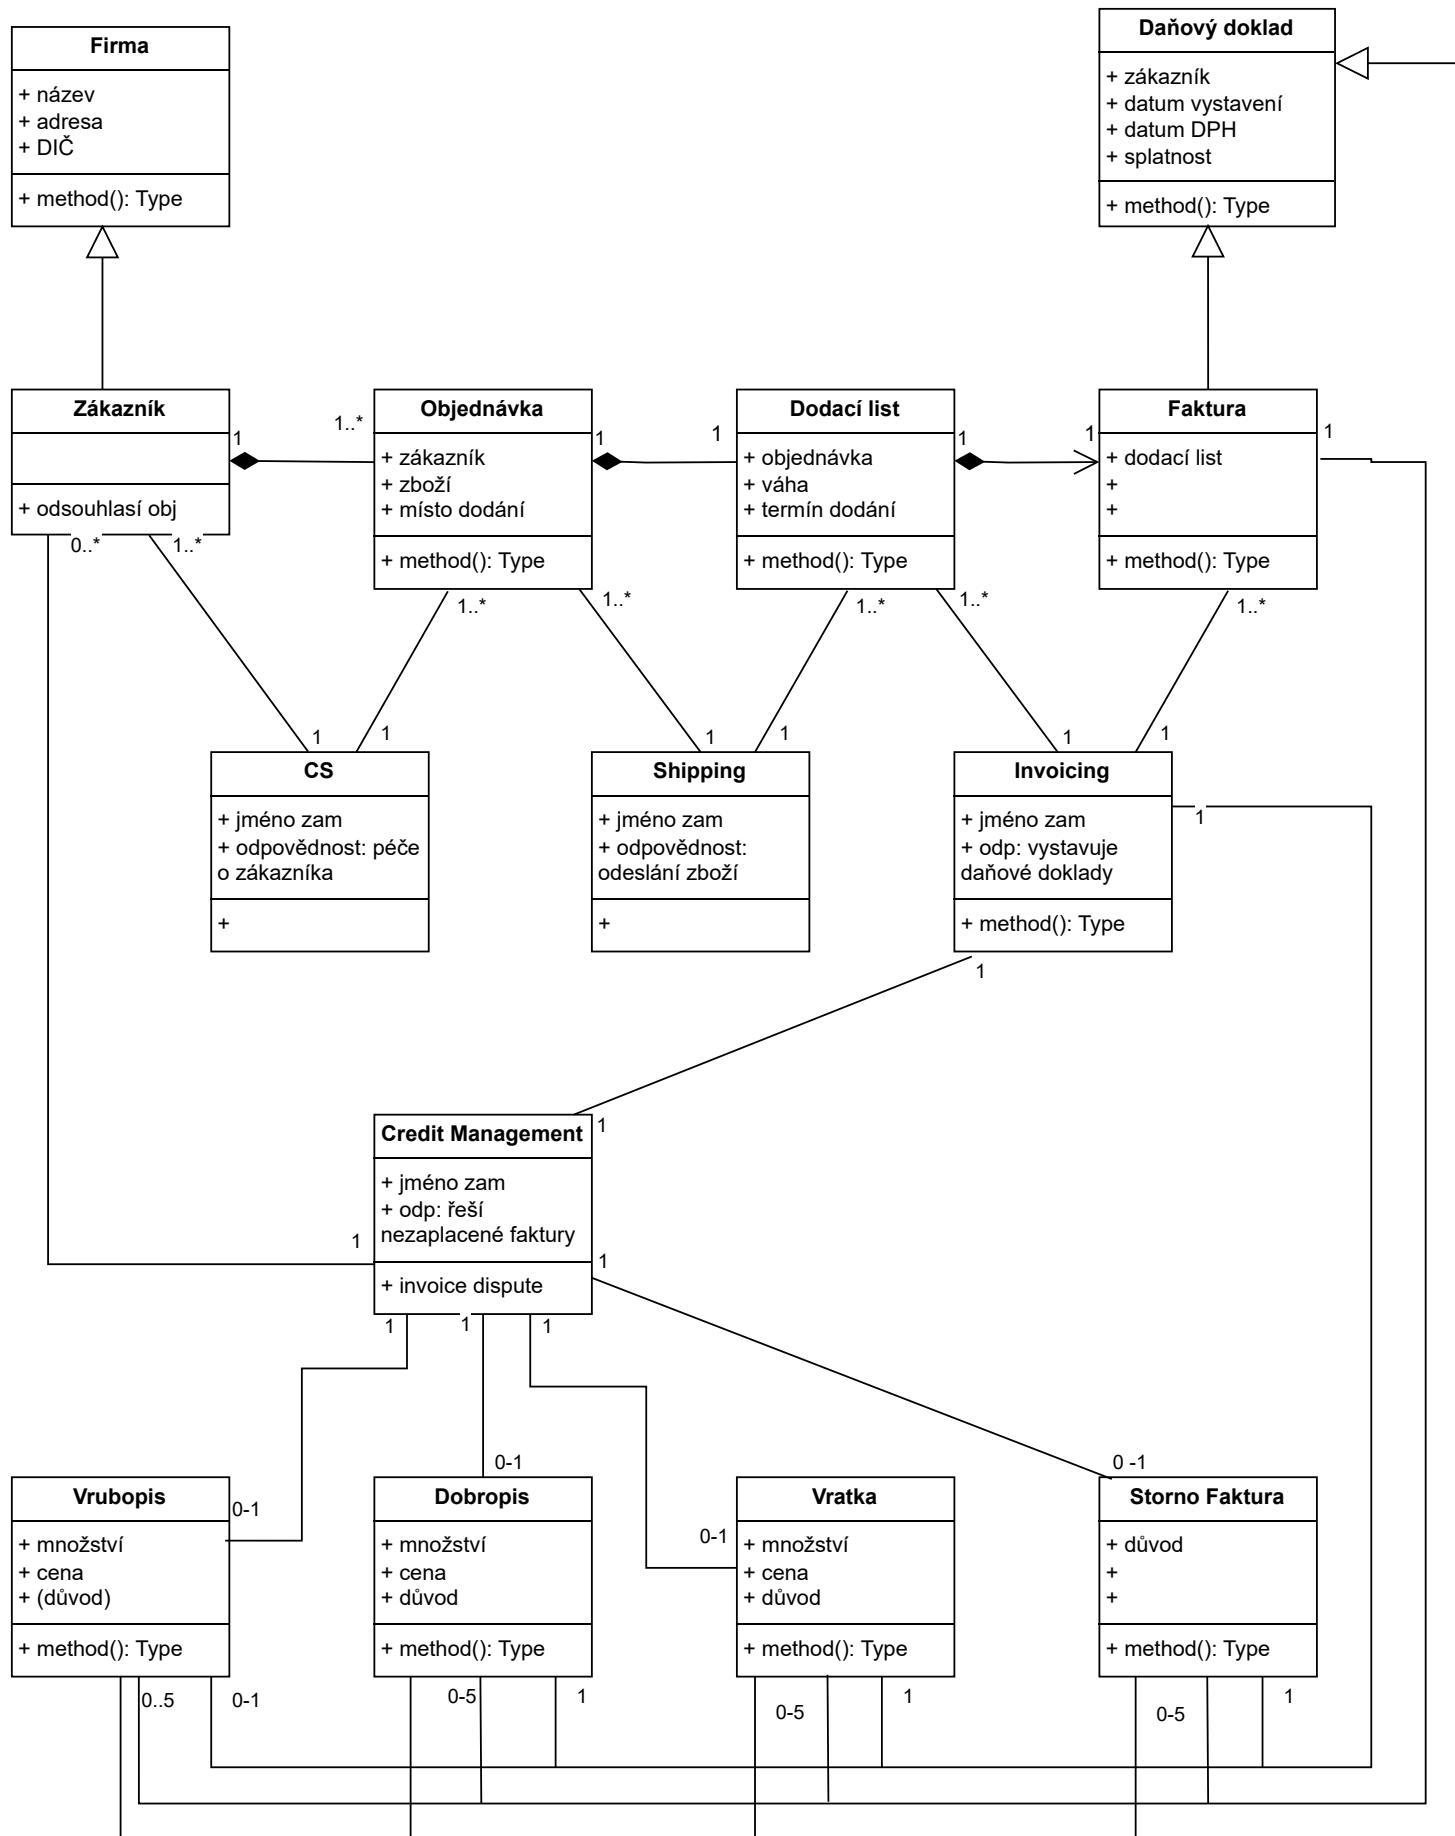 Firma
+ název
+ adresa
+ DIČ
+ method(): Type
Daňový doklad
+ zákazník
+ datum vystavení
+ datum DPH
+ splatnost
+ method(): Type
Zákazník
+ odsouhlasí obj
1
1..*
0..*
1..*
Objednávka
+ zákazník
+ zboží
+ místo dodání
+ method(): Type
1
1
1..*
1..*
Dodací list
+ objednávka
+ váha
+ termín dodání
+ method(): Type
1
1
1..*
1..*
Faktura
+ dodací list
+
+
+ method(): Type
1
1..*
1
1
CS
+ jméno zam
+ odpovědnost: péče
o zákazníka
+
1
1
Shipping
+ jméno zam
+ odpovědnost:
odeslání zboží
+
1
1
Invoicing
+ jméno zam
+ odp: vystavuje
daňové doklady
+ method(): Type
1
1
1
Credit Management
+ jméno zam
+ odp: řeší
nezaplacené faktury
+ invoice dispute
1
1
1
1
1
0-1
0 -1
Vrubopis
+ množství
+ cena
+ (důvod)
+ method(): Type
0-1
0..5
0-1
Dobropis
+ množství
+ cena
+ důvod
+ method(): Type
0-5
1
0-1
Vratka
+ množství
+ cena
+ důvod
+ method(): Type
0-5
1
Storno Faktura
+ důvod
+
+
+ method(): Type
0-5
1